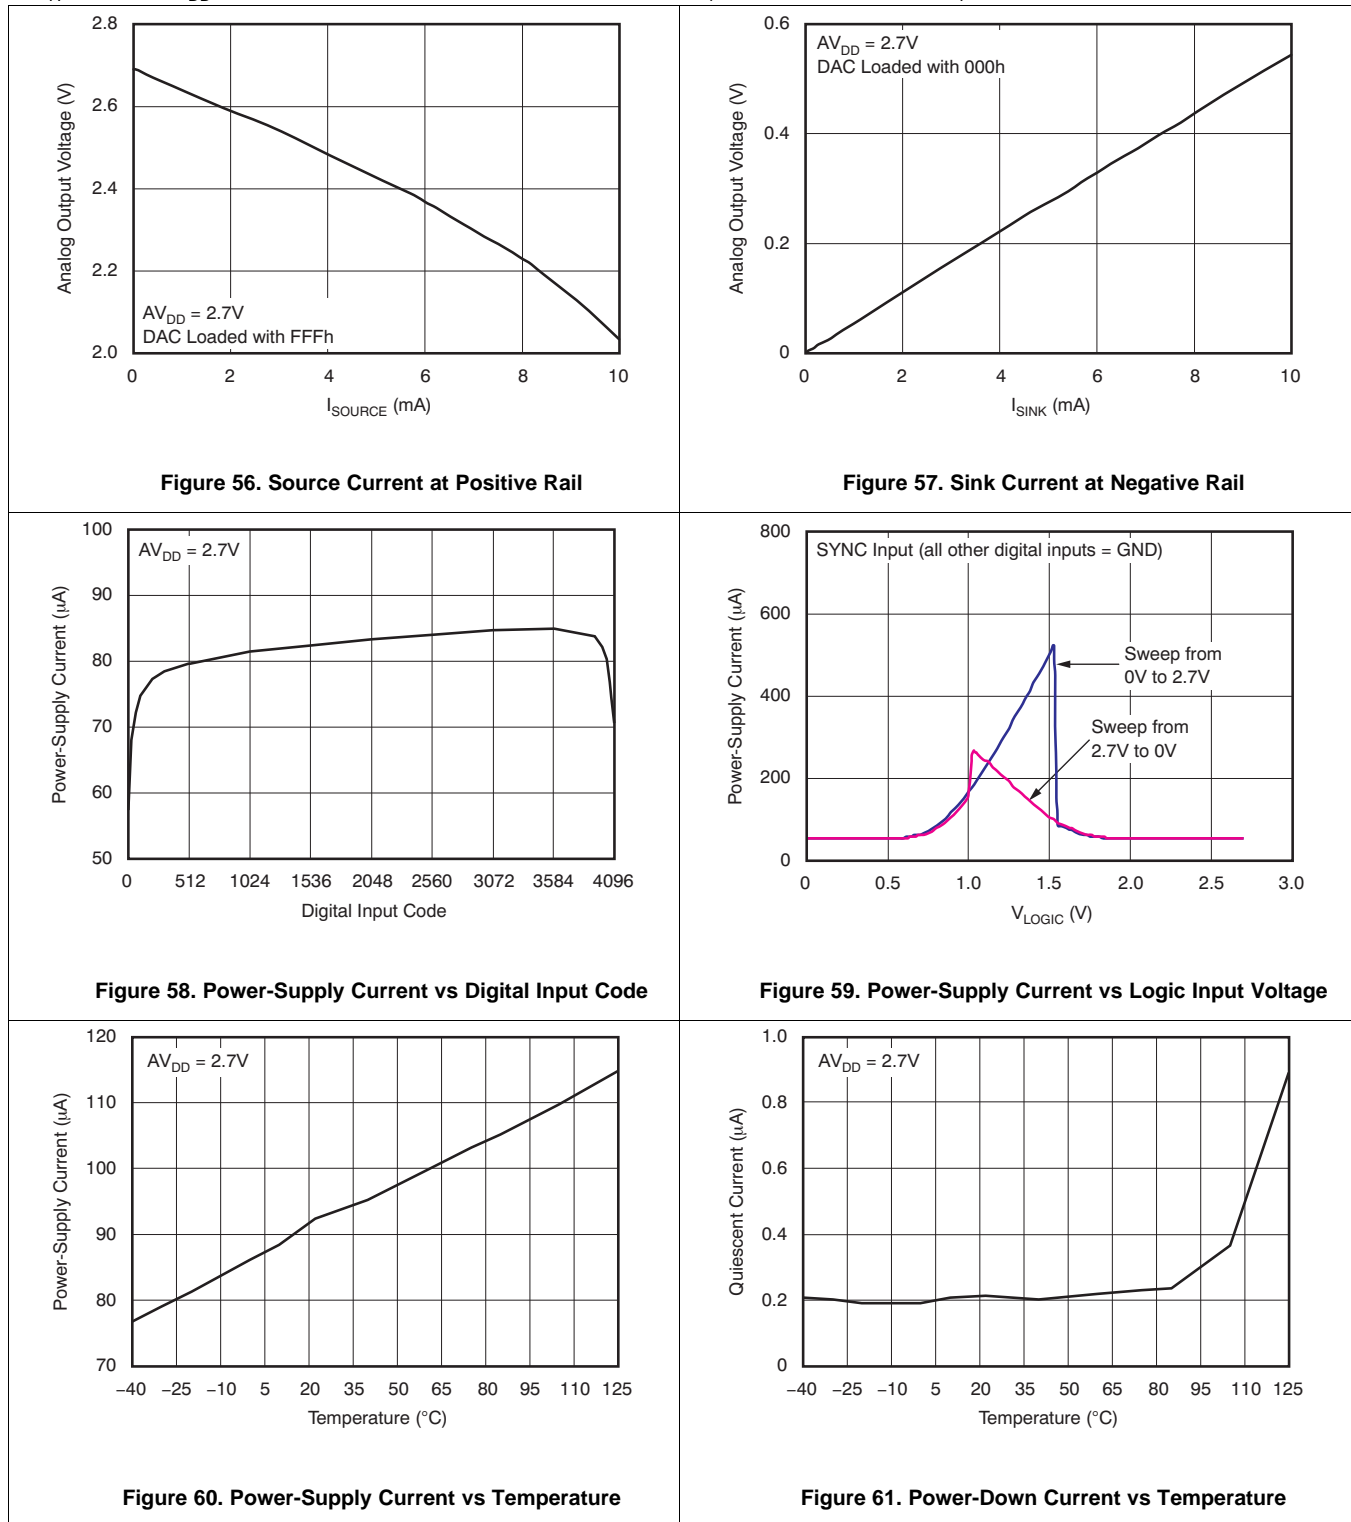 2.8
2.6
2.4
2.2
2.0
Analog Output Voltage (V)
AVDD = 2.7V
DAC Loaded with FFFh
0 2 4 6 8 10
ISOURCE (mA)
Figure 56. Source Current at Positive Rail
0.6
0.4
0.2
0
Analog Output Voltage (V)
AVDD = 2.7V
DAC Loaded with 000h
0 2 4 6 8 10
ISINK (mA)
Figure 57. Sink Current at Negative Rail
100
90
80
70
60
50
Power-Supply Current (µA)
AVDD = 2.7V
0 512 1024 1536 2048 2560 3072 3584 4096
Digital Input Code
Figure 58. Power-Supply Current vs Digital Input Code
800
600
400
200
0
Power-Supply Current (µA)
SYNC Input (all other digital inputs = GND)
Sweep from
0V to 2.7V
Sweep from
2.7V to 0V
0 0.5 1.0 1.5 2.0 2.5 3.0
VLOGIC (V)
Figure 59. Power-Supply Current vs Logic Input Voltage
120
110
100
90
80
70
Power-Supply Current (µA)
AVDD = 2.7V
−40 −25 −10 5 20 35 50 65 80 95 110 125
Temperature (°C)
Figure 60. Power-Supply Current vs Temperature
1.0
0.8
0.6
0.4
0.2
0
Quiescent Current (µA)
AVDD = 2.7V
−40 −25 −10 5 20 35 50 65 80 95 110 125
Temperature (°C)
Figure 61. Power-Down Current vs Temperature